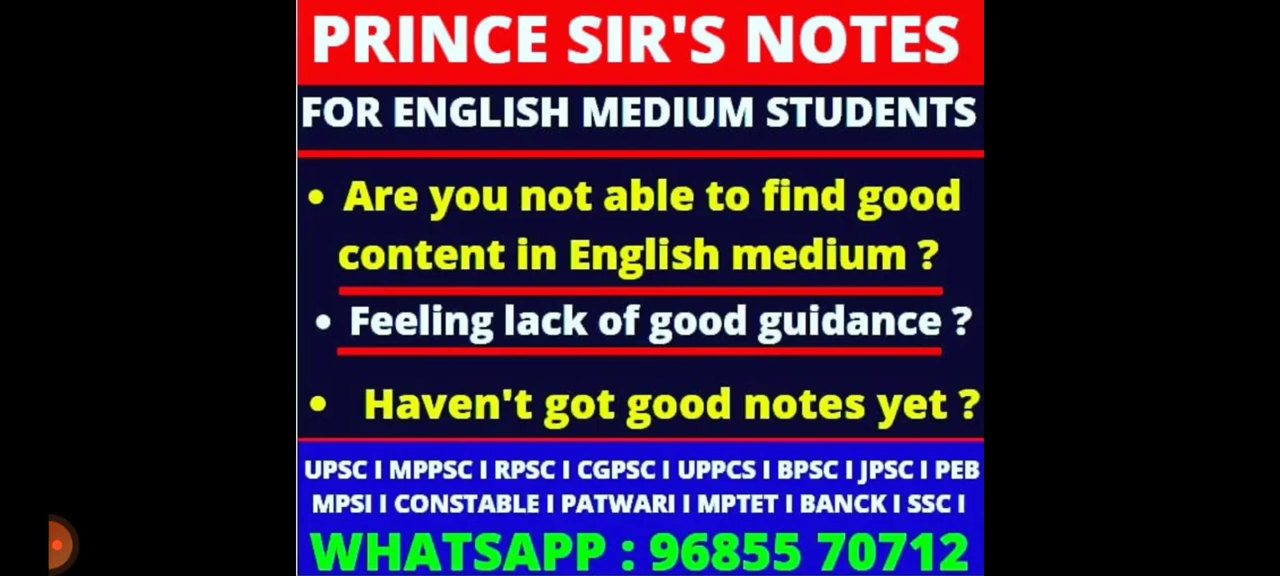 PRINCE SIR'S NOTES
FOR ENGLISH MEDIUM STUDENTS
• Are you not able to find good
content in English medium ?
• Feeling lack of good guidance ?
• Haven't got good notes yet ?
UPSC I MPPSC I RPSC I CGPSC I UPPCS I BPSC I JPSC I PEB
MPSI I CONSTABLE I PATWARI I MPTET I BANCK I SSC I
WHATSAPP : 96855 70712